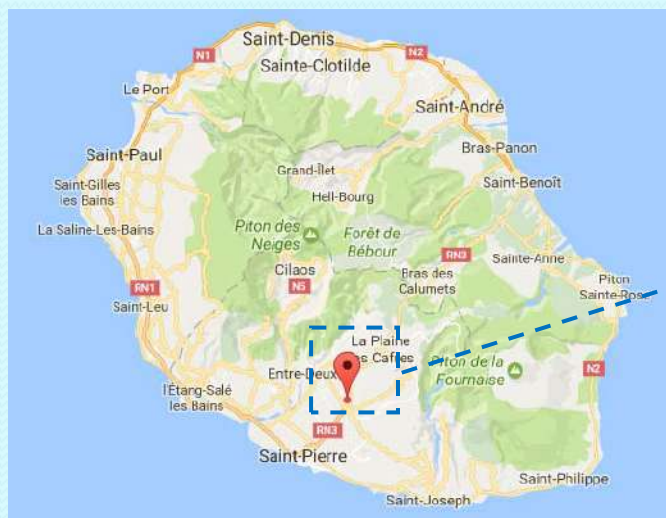 Saint-Denis
N1
N2
Sainte-Clotilde
Le Port
Saint-André
Bras-Panon
Saint-Paul
Grand-Îlet
Saint-Gilles
les Bains
Hell-Bourg
Saint-Benoît
La Saline-Les-Bains
Piton des
Neiges
Forêt de
Bébour
RN3
Sainte-Anne
Cilaos
Bras des
Calumets
Piton
Sainte-Rose
RN1
N5
Saint-Leu
La Plaine
des Cafres
Entre-Deux
Piton de la
Fournaise
N2
l'Étang-Salé
les Bains
RN3
Saint-Pierre
Saint-Philippe
Saint-Joseph